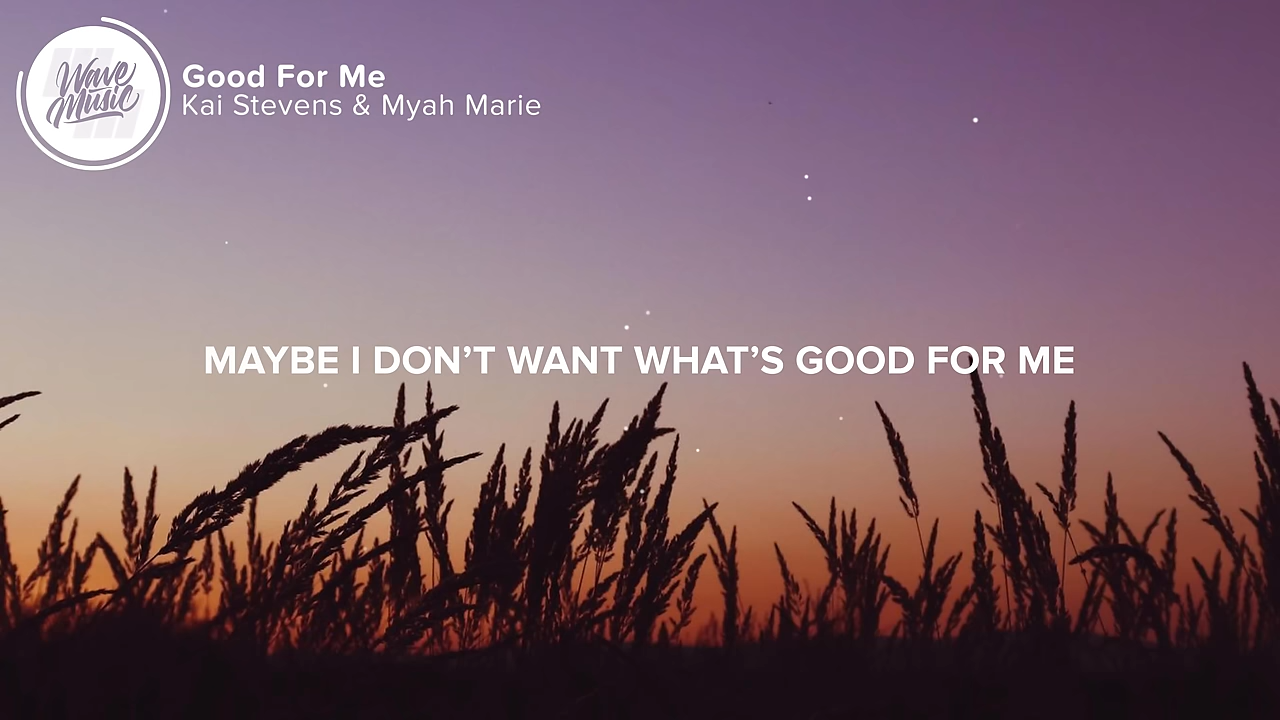 Wave
Music
Good For Me
Kai Stevens & Myah Marie
MAYBE I DON’T WANT WHAT’S GOOD FOR ME